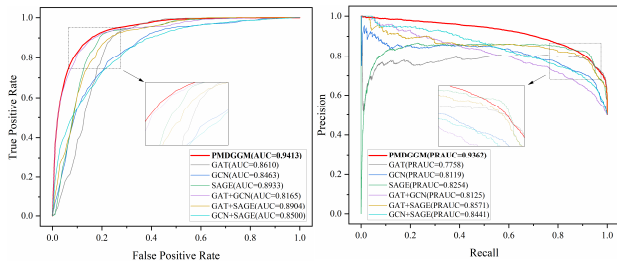 1.0
0.8
0.6
0.4
0.2
0.0
True Positive Rate
PMDGGM(AUC=0.9413)
GAT(AUC=0.8610)
GCN(AUC=0.8463)
SAGE(AUC=0.8933)
GAT+GCN(AUC=0.8165)
GAT+SAGE(AUC=0.8904)
GCN+SAGE(AUC=0.8500)
0.0 0.2 0.4 0.6 0.8 1.0
False Positive Rate
1.0
0.8
0.6
0.4
0.2
0.0
Precision
PMDGGM(PRAUC=0.9362)
GAT(PRAUC=0.7758)
GCN(PRAUC=0.8119)
SAGE(PRAUC=0.8254)
GAT+GCN(PRAUC=0.8125)
GAT+SAGE(PRAUC=0.8571)
GCN+SAGE(PRAUC=0.8441)
0.0 0.2 0.4 0.6 0.8 1.0
Recall